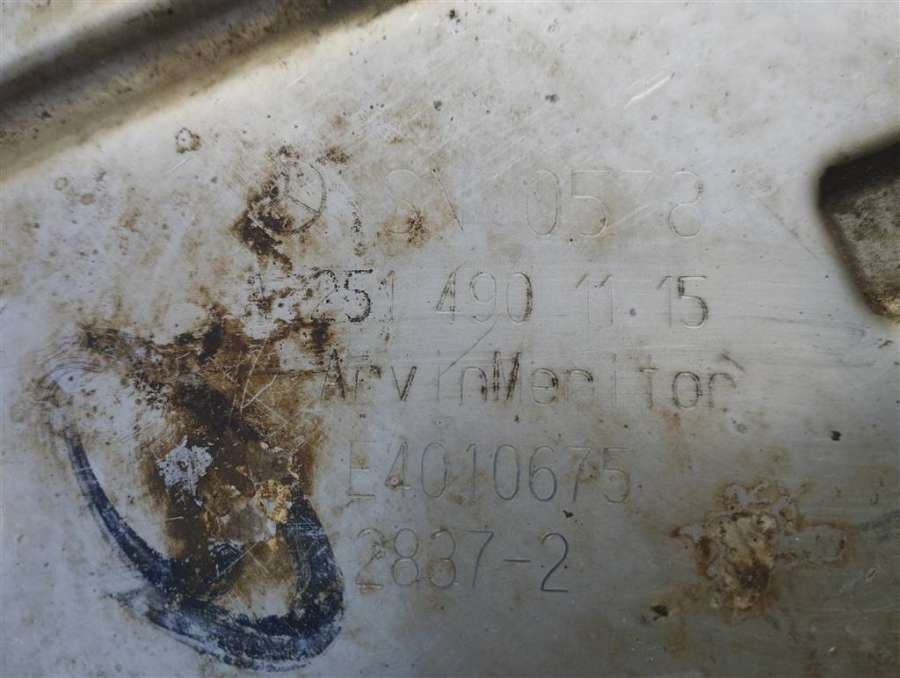 0578
A 251 490 11 15
ArvinMeritor
E4010675
2837-2